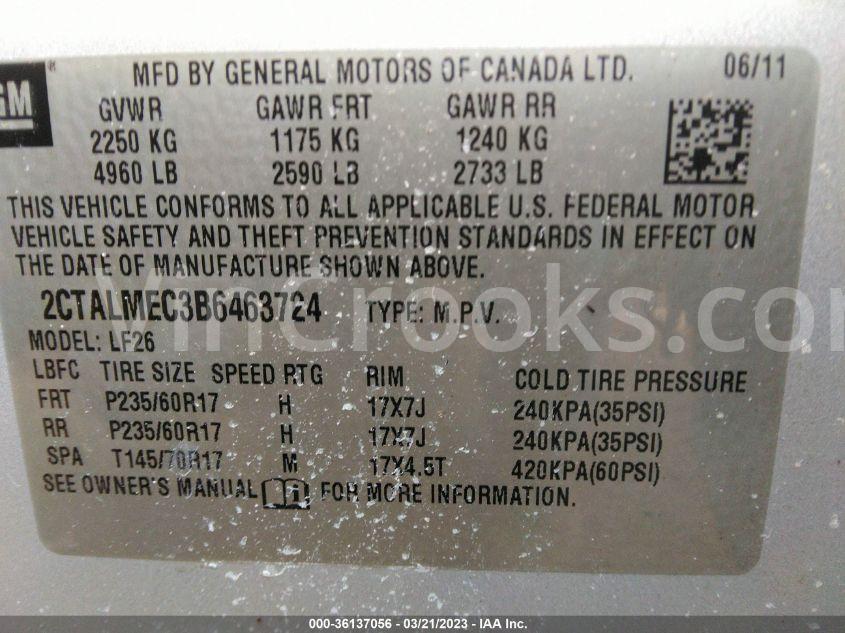 GM ® MFD BY GENERAL MOTORS OF CANADA LTD. 06/11
GVWR GAWR FRT GAWR RR
2250 KG 1175 KG 1240 KG
4960 LB 2590 LB 2733 LB
THIS VEHICLE CONFORMS TO ALL APPLICABLE U.S. FEDERAL MOTOR
VEHICLE SAFETY AND THEFT PREVENTION STANDARDS IN EFFECT ON
THE DATE OF MANUFACTURE SHOWN ABOVE.
2CTALMEC3B6463724 TYPE: M.P.V.
VinCrooks.com
MODEL: LF26
LBFC TIRE SIZE SPEED RTG RIM COLD TIRE PRESSURE
FRT P235/60R17 H 17X7J 240KPA(35PSI)
RR P235/60R17 H 17X7J 240KPA(35PSI)
SPA T145/70R17 M 17X4.5T 420KPA(60PSI)
SEE OWNER'S MANUAL i FOR MORE INFORMATION.
000-36137056 - 03/21/2023 - IAA Inc.